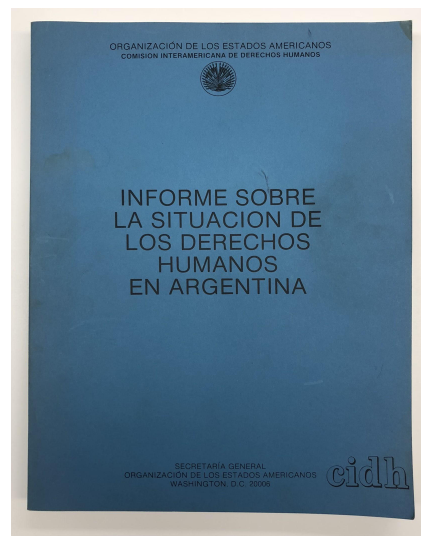 ORGANIZACIÓN DE LOS ESTADOS AMERICANOS
COMISIÓN INTERAMERICANA DE DERECHOS HUMANOS
INFORME SOBRE
LA SITUACION DE
LOS DERECHOS
HUMANOS
EN ARGENTINA
SECRETARÍA GENERAL
ORGANIZACIÓN DE LOS ESTADOS AMERICANOS
WASHINGTON, D.C. 20006
cidh